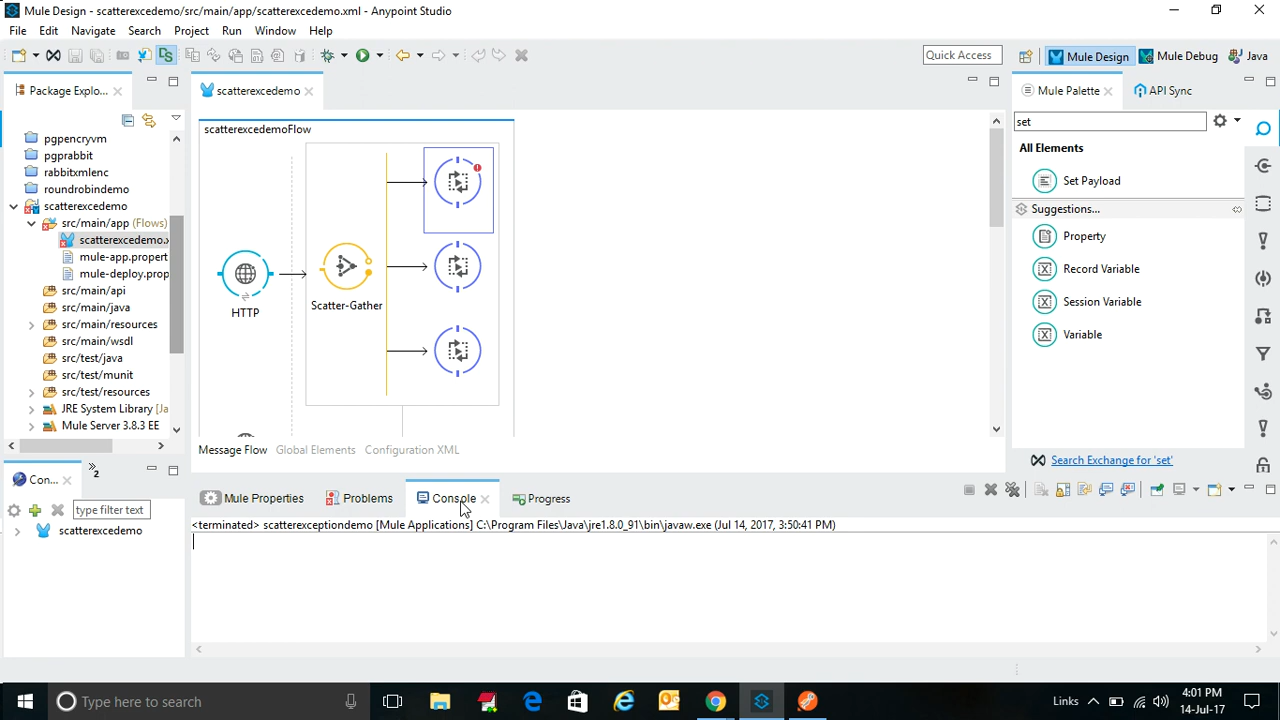 Mule Design - scatterexcedemo/src/main/app/scatterexcedemo.xml - Anypoint Studio
File Edit Navigate Search Project Run Window Help
Quick Access
Mule Design
Mule Debug
Java
Package Explo...
scatterexcedemo
Mule Palette
API Sync
pgpencryvm
pgprabbit
rabbitxmlenc
roundrobindemo
scatterexcedemo
src/main/app (Flows)
scatterexcedemo.x
mule-app.propert
mule-deploy.prop
src/main/api
src/main/java
src/main/resources
src/main/wsdl
src/test/java
src/test/munit
src/test/resources
JRE System Library [Ja
Mule Server 3.8.3 EE
scatterexcedemoFlow
HTTP
Scatter-Gather
Message Flow Global Elements Configuration XML
set
All Elements
Set Payload
Suggestions...
Property
Record Variable
Session Variable
Variable
Search Exchange for 'set'
Con...
2
type filter text
scatterexcedemo
Mule Properties
Problems
Console
Progress
<terminated> scatterexceptiondemo [Mule Applications] C:\Program Files\Java\jre1.8.0_91\bin\javaw.exe (Jul 14, 2017, 3:50:41 PM)
Type here to search
Links
4:01 PM
14-Jul-17